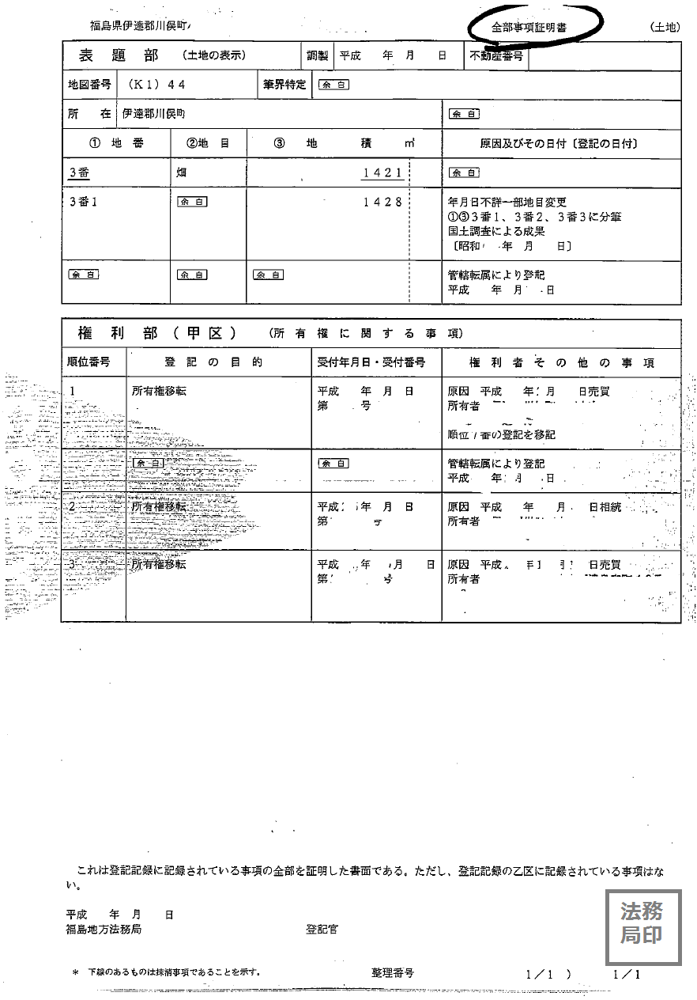 福島県伊達郡川俣町
全部事項証明書 (土地)
表題部 (土地の表示) 調製 平成 年 月 日 不動産番号
地図番号 (K1)44 筆界特定 余白
所在 伊達郡川俣町 余白
①地番 ②地目 ③地積 ㎡ 原因及びその日付〔登記の日付〕
3番 畑 1421 余白
3番1 余白 1428 年月日不詳一部地目変更
①③3番1、3番2、3番3に分筆
国土調査による成果
〔昭和 年 月 日〕
余白 余白 余白 管轄転属により登記
平成 年 月 日
権利部(甲区) (所有権に関する事項)
順位番号 登記の目的 受付年月日・受付番号 権利者その他の事項
1 所有権移転 平成 年 月 日 原因 平成 年 月 日売買
第 号 所有者
順位 番の登記を移記
余白 余白 管轄転属により登記
平成 年 月 日
2 所有権移転 平成 年 月 日 原因 平成 年 月 日相続
第 号 所有者
3 所有権移転 平成 年 月 日 原因 平成 年 月 日売買
第 号 所有者
これは登記記録に記録されている事項の全部を証明した書面である。ただし、登記記録の乙区に記録されている事項はな
い。
平成 年 月 日
福島地方法務局 登記官
法務
局印
* 下線のあるものは抹消事項であることを示す。 整理番号 1/1 ) 1/1